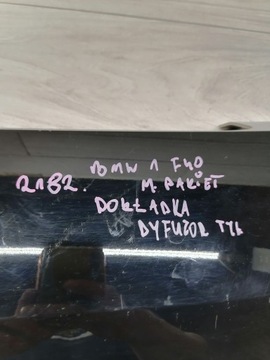 BMW 1 F40
2182. M. PAKIET
DOKŁADKA
DYFUZOR TYŁ